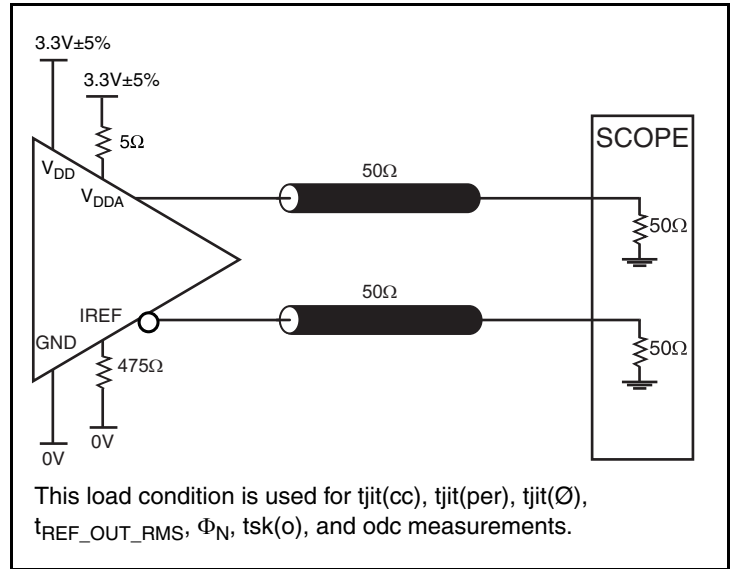 3.3V±5%
3.3V±5%
5Ω
SCOPE
V_DD
V_DDA
50Ω
50Ω
50Ω
50Ω
IREF
GND
475Ω
0V
0V
This load condition is used for tjit(cc), tjit(per), tjit(Ø),
t_REF_OUT_RMS, Φ_N, tsk(o), and odc measurements.